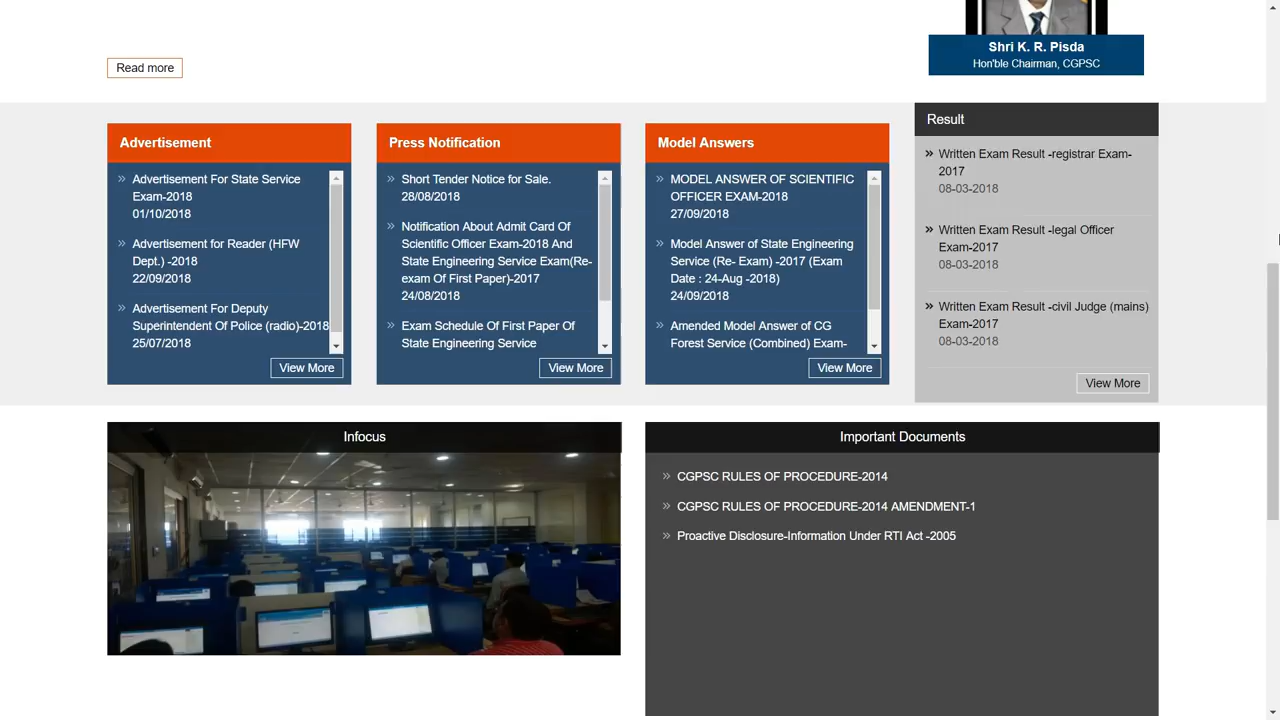 Shri K. R. Pisda
Hon'ble Chairman, CGPSC
Read more
Advertisement
Advertisement For State Service
Exam-2018
01/10/2018
Advertisement for Reader (HFW
Dept.) -2018
22/09/2018
Advertisement For Deputy
Superintendent Of Police (radio)-2018
25/07/2018
View More
Press Notification
Short Tender Notice for Sale.
28/08/2018
Notification About Admit Card Of
Scientific Officer Exam-2018 And
State Engineering Service Exam(Re-
exam Of First Paper)-2017
24/08/2018
Exam Schedule Of First Paper Of
State Engineering Service
View More
Model Answers
MODEL ANSWER OF SCIENTIFIC
OFFICER EXAM-2018
27/09/2018
Model Answer of State Engineering
Service (Re- Exam) -2017 (Exam
Date : 24-Aug -2018)
24/09/2018
Amended Model Answer of CG
Forest Service (Combined) Exam-
View More
Result
Written Exam Result -registrar Exam-
2017
08-03-2018
Written Exam Result -legal Officer
Exam-2017
08-03-2018
Written Exam Result -civil Judge (mains)
Exam-2017
08-03-2018
View More
Infocus
Important Documents
CGPSC RULES OF PROCEDURE-2014
CGPSC RULES OF PROCEDURE-2014 AMENDMENT-1
Proactive Disclosure-Information Under RTI Act -2005